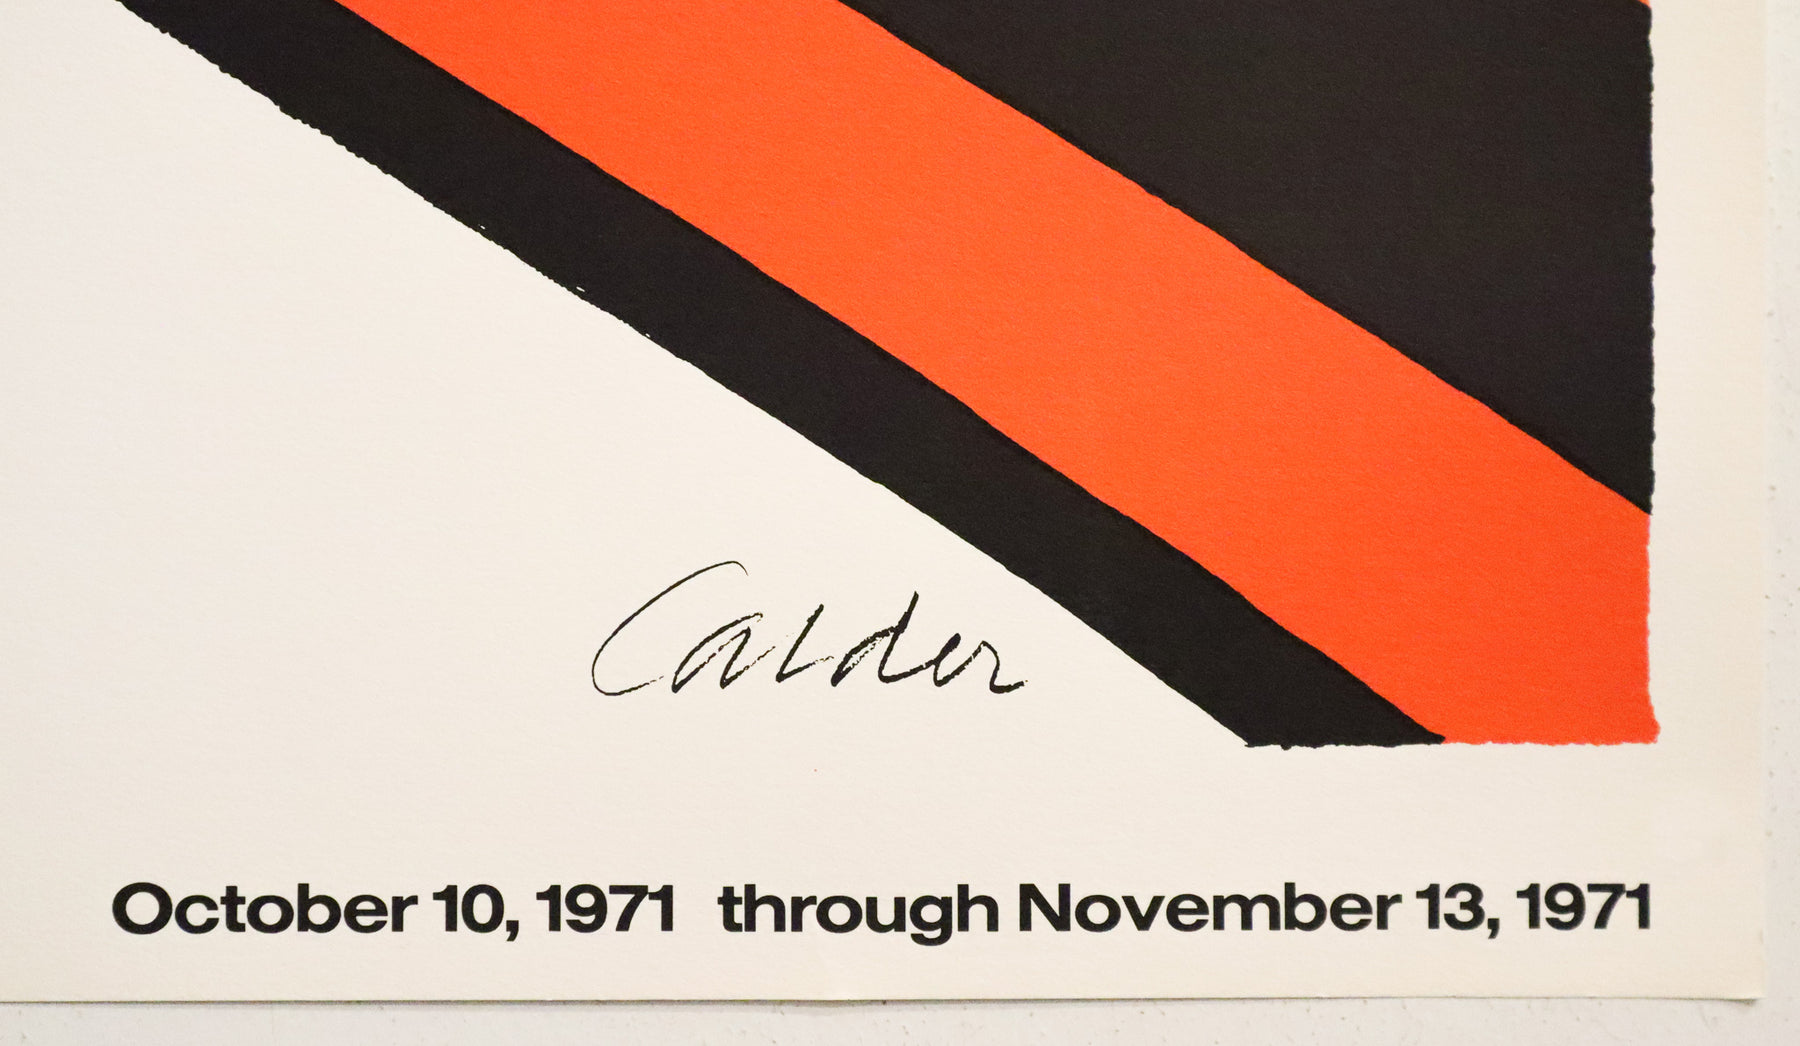 Calder
October 10, 1971 through November 13, 1971